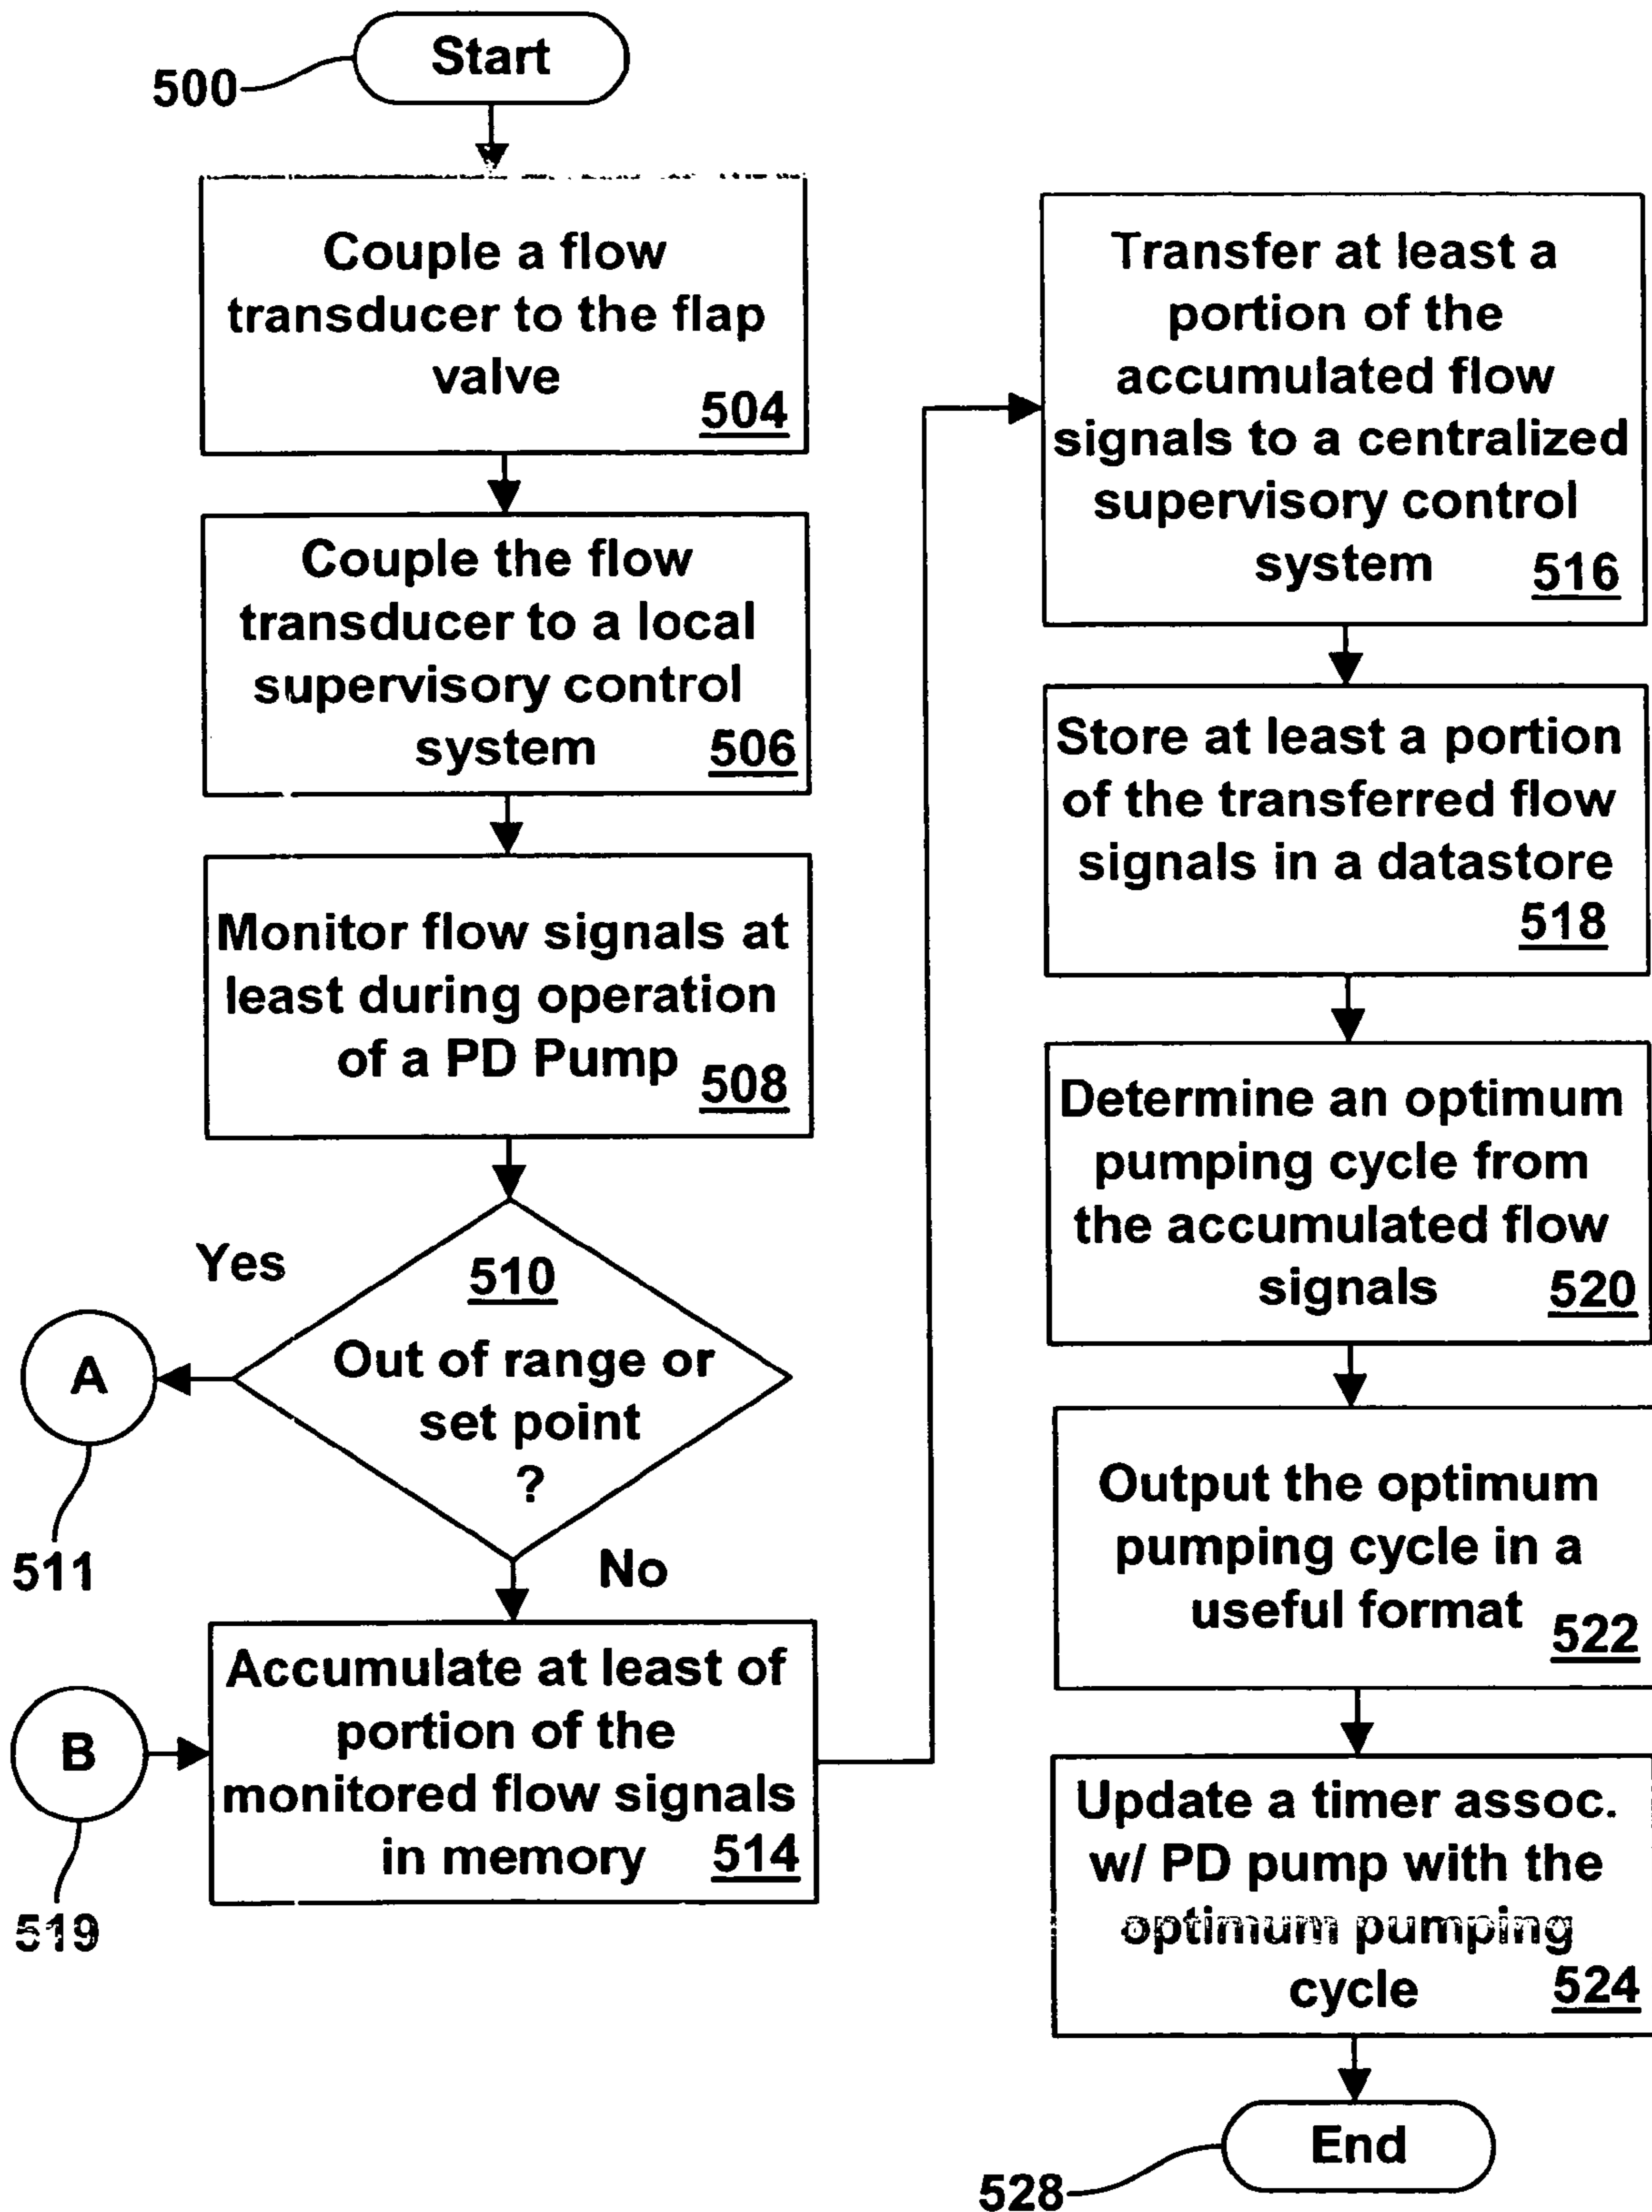 Start
500
Couple a flow
transducer to the flap
valve
504
Couple the flow
transducer to a local
supervisory control
system 506
Monitor flow signals at
least during operation
of a PD Pump 508
Yes
510
Out of range or
set point
?
A
511
No
B
519
Accumulate at least of
portion of the
monitored flow signals
in memory 514
Transfer at least a
portion of the
accumulated flow
signals to a centralized
supervisory control
system 516
Store at least a portion
of the transferred flow
signals in a datastore
518
Determine an optimum
pumping cycle from
the accumulated flow
signals 520
Output the optimum
pumping cycle in a
useful format 522
Update a timer assoc.
w/ PD pump with the
optimum pumping
cycle 524
End
528